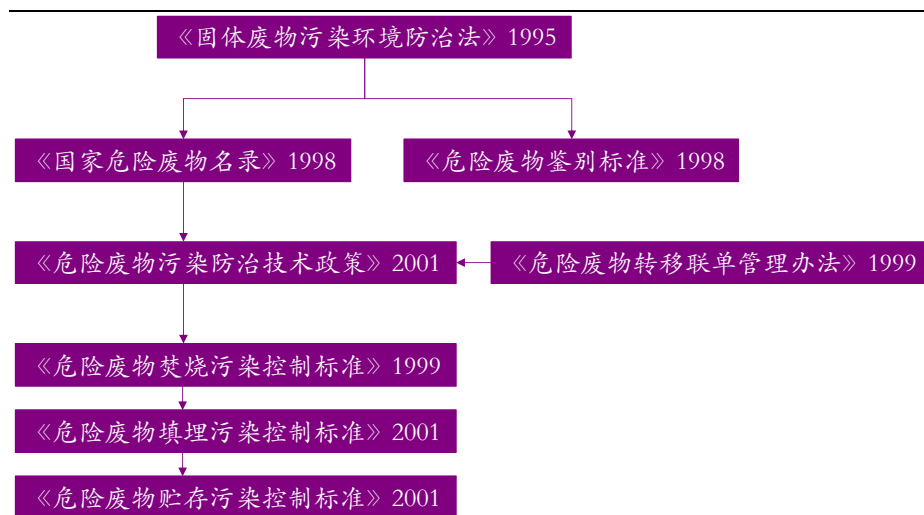 《固体废物污染环境防治法》1995
《国家危险废物名录》1998
《危险废物鉴别标准》1998
《危险废物污染防治技术政策》2001
《危险废物转移联单管理办法》1999
《危险废物焚烧污染控制标准》1999
《危险废物填埋污染控制标准》2001
《危险废物贮存污染控制标准》2001